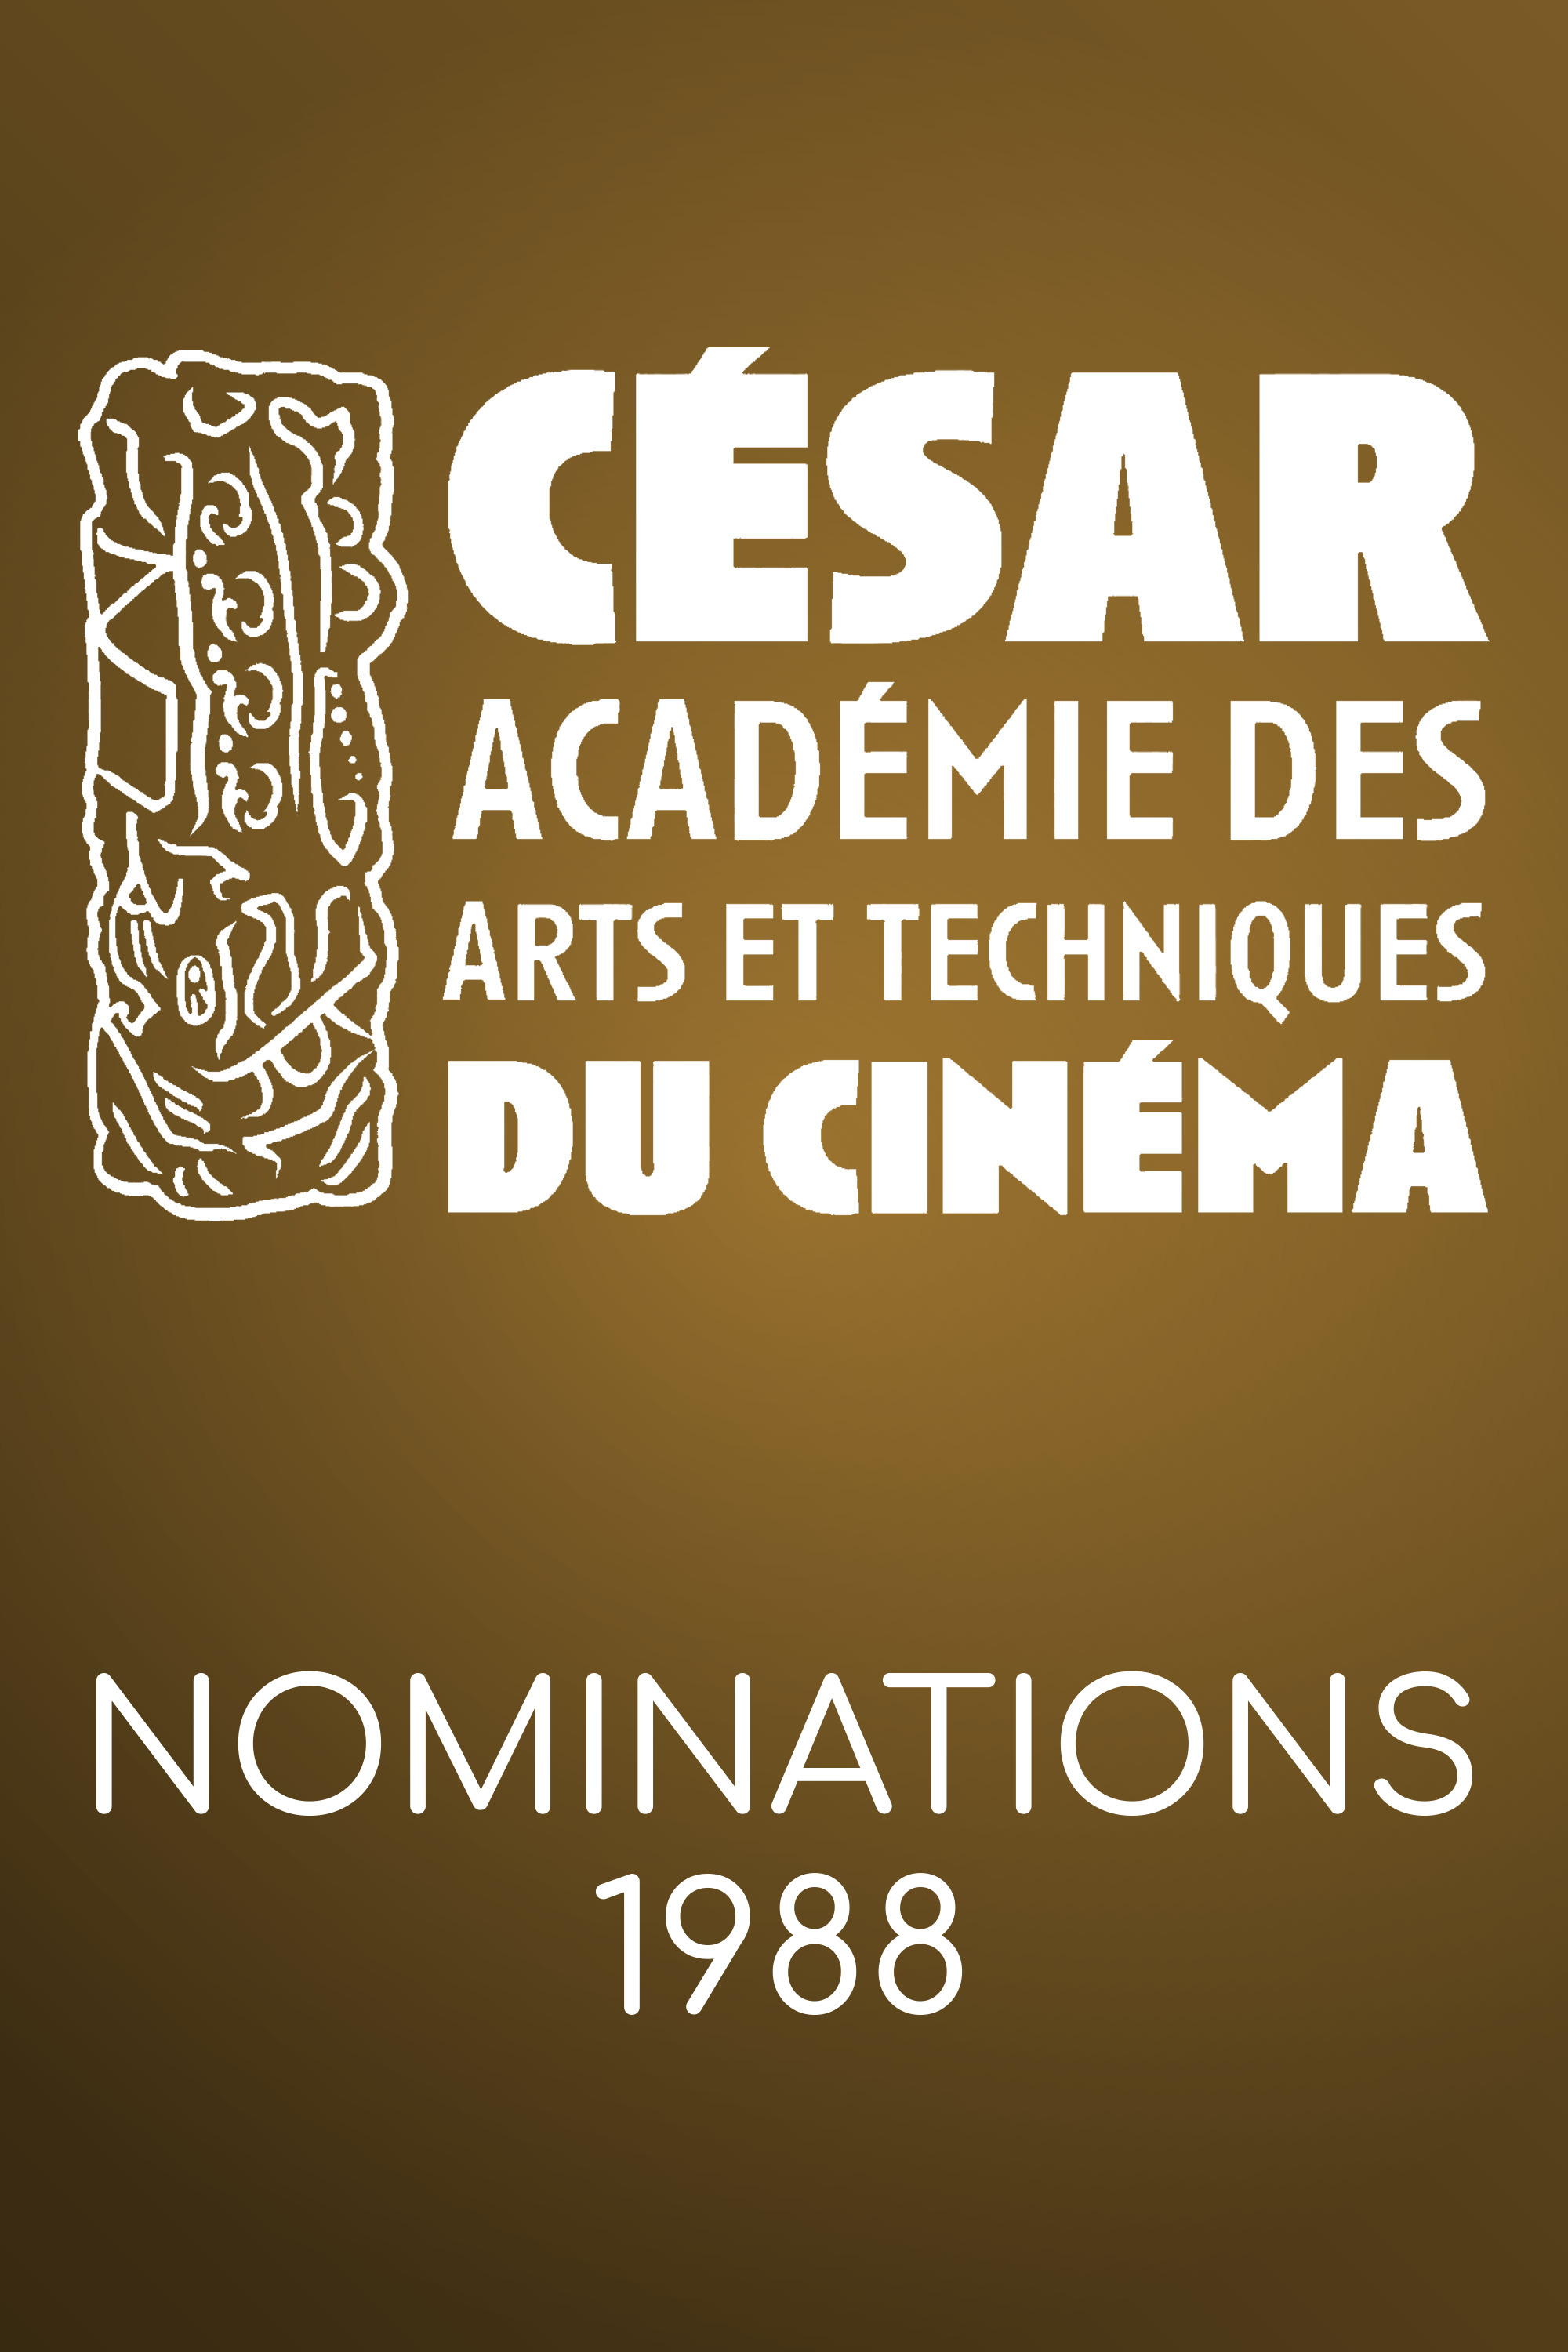 CÉSAR
ACADÉMIE DES
ARTS ET TECHNIQUES
DU CINÉMA
NOMINATIONS
1988